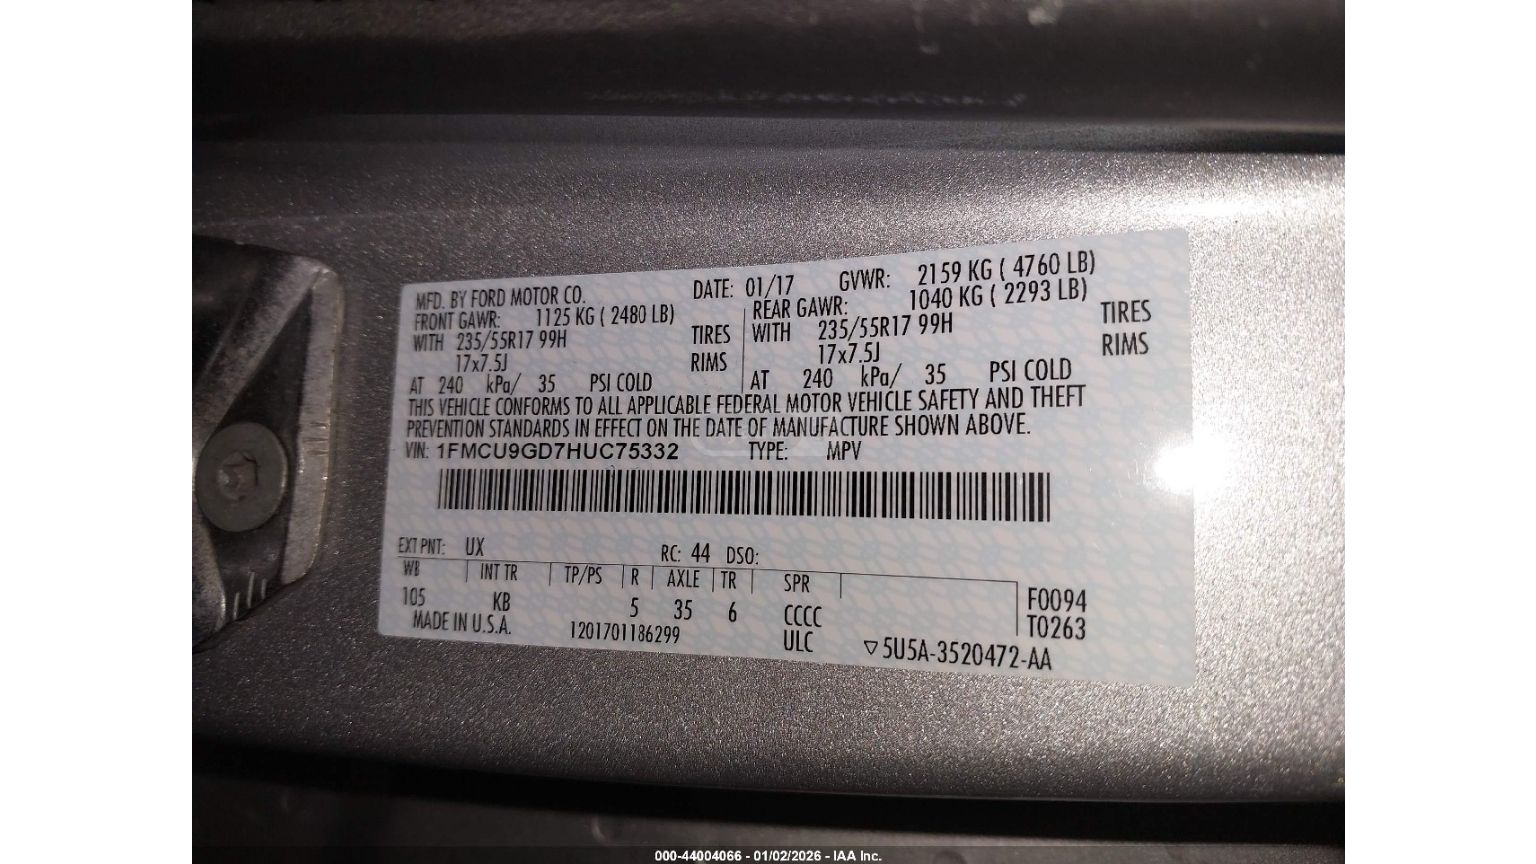 MFD. BY FORD MOTOR CO. DATE: 01/17 GVWR: 2159 KG ( 4760 LB)
FRONT GAWR: 1125 KG ( 2480 LB)
WITH 235/55R17 99H TIRES
17x7.5J RIMS
AT 240 kPa/ 35 PSI COLD
REAR GAWR: 1040 KG ( 2293 LB)
WITH 235/55R17 99H TIRES
17x7.5J RIMS
AT 240 kPa/ 35 PSI COLD
THIS VEHICLE CONFORMS TO ALL APPLICABLE FEDERAL MOTOR VEHICLE SAFETY AND THEFT
PREVENTION STANDARDS IN EFFECT ON THE DATE OF MANUFACTURE SHOWN ABOVE.
VIN: 1FMCU9GD7HUC75332 TYPE: MPV
EXT PNT: UX RC: 44 DSO:
WB INT TR TP/PS R AXLE TR SPR
105 KB 5 35 6 CCCC F0094
MADE IN U.S.A. 1201701186299 ULC T0263
▽5U5A-3520472-AA
000-44004066 - 01/02/2026 - IAA Inc.